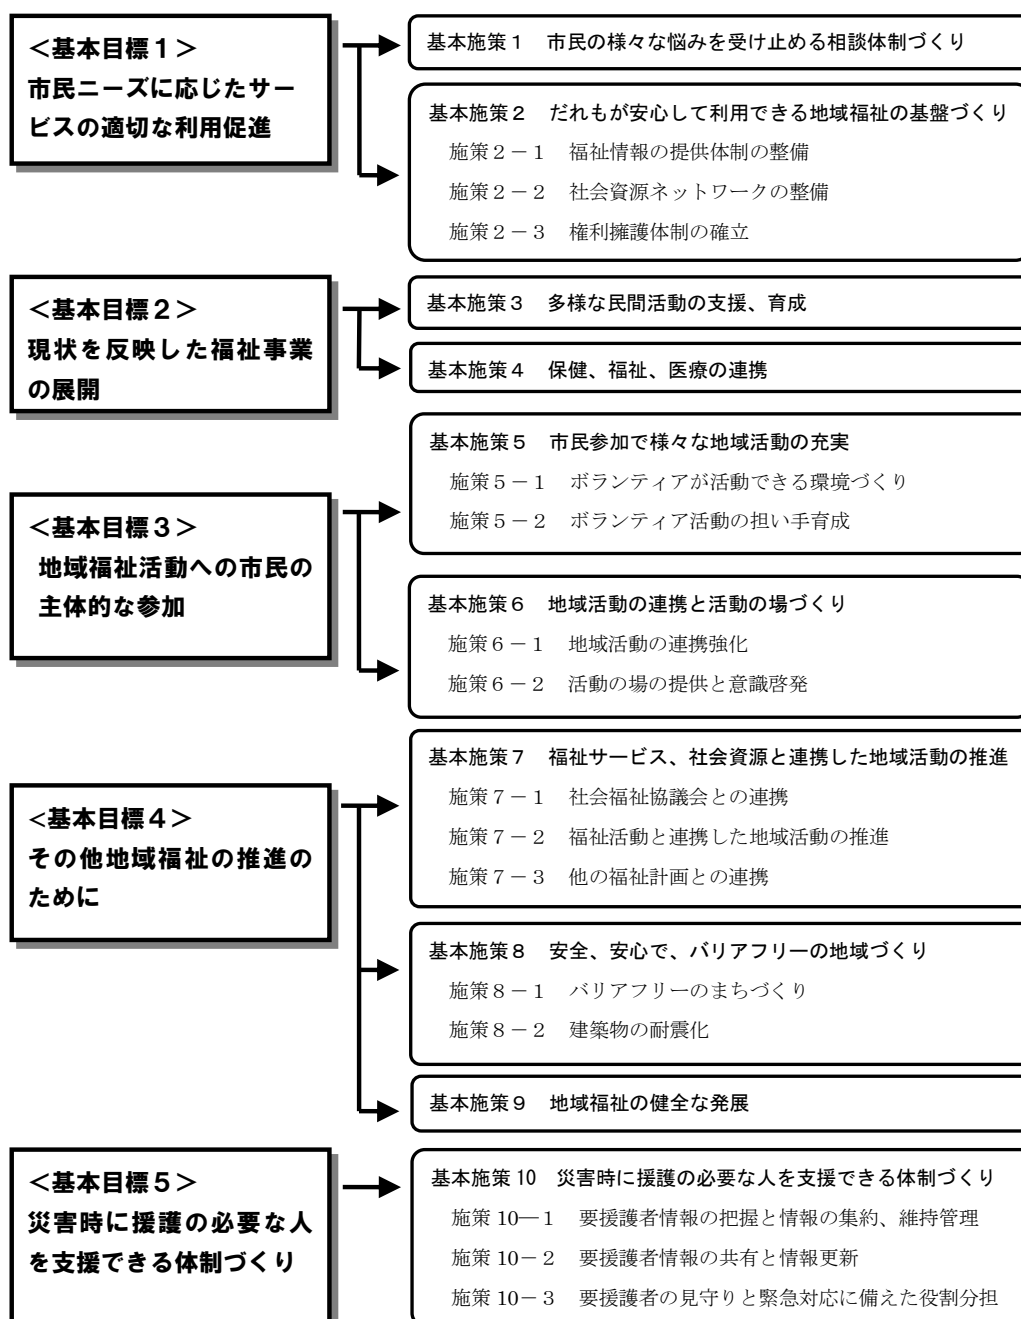 <基本目標1>
市民ニーズに応じたサー
ビスの適切な利用促進
基本施策1 市民の様々な悩みを受け止める相談体制づくり
基本施策2 だれもが安心して利用できる地域福祉の基盤づくり
施策2-1 福祉情報の提供体制の整備
施策2-2 社会資源ネットワークの整備
施策2-3 権利擁護体制の確立
<基本目標2>
現状を反映した福祉事業
の展開
基本施策3 多様な民間活動の支援、育成
基本施策4 保健、福祉、医療の連携
<基本目標3>
地域福祉活動への市民の
主体的な参加
基本施策5 市民参加で様々な地域活動の充実
施策5-1 ボランティアが活動できる環境づくり
施策5-2 ボランティア活動の担い手育成
基本施策6 地域活動の連携と活動の場づくり
施策6-1 地域活動の連携強化
施策6-2 活動の場の提供と意識啓発
<基本目標4>
その他地域福祉の推進の
ために
基本施策7 福祉サービス、社会資源と連携した地域活動の推進
施策7-1 社会福祉協議会との連携
施策7-2 福祉活動と連携した地域活動の推進
施策7-3 他の福祉計画との連携
基本施策8 安全、安心で、バリアフリーの地域づくり
施策8-1 バリアフリーのまちづくり
施策8-2 建築物の耐震化
基本施策9 地域福祉の健全な発展
<基本目標5>
災害時に援護の必要な人
を支援できる体制づくり
基本施策10 災害時に援護の必要な人を支援できる体制づくり
施策10―1 要援護者情報の把握と情報の集約、維持管理
施策10-2 要援護者情報の共有と情報更新
施策10-3 要援護者の見守りと緊急対応に備えた役割分担